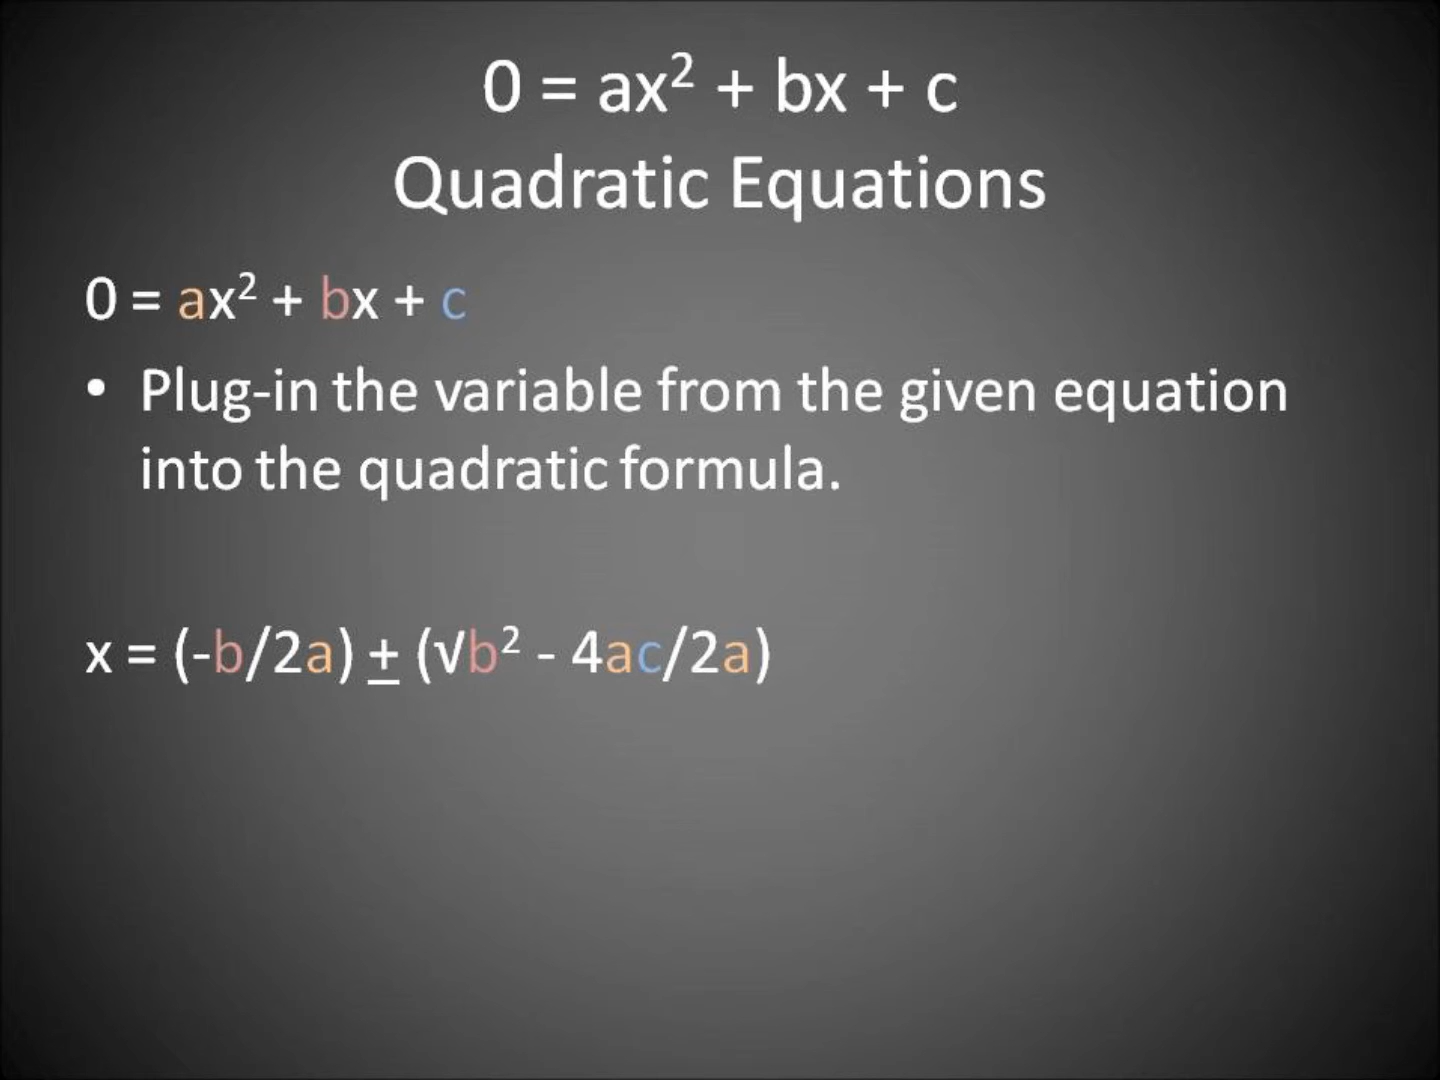 0 = ax² + bx + c
Quadratic Equations
0 = ax² + bx + c
• Plug-in the variable from the given equation
into the quadratic formula.
x = (-b/2a) ± (√b² - 4ac/2a)